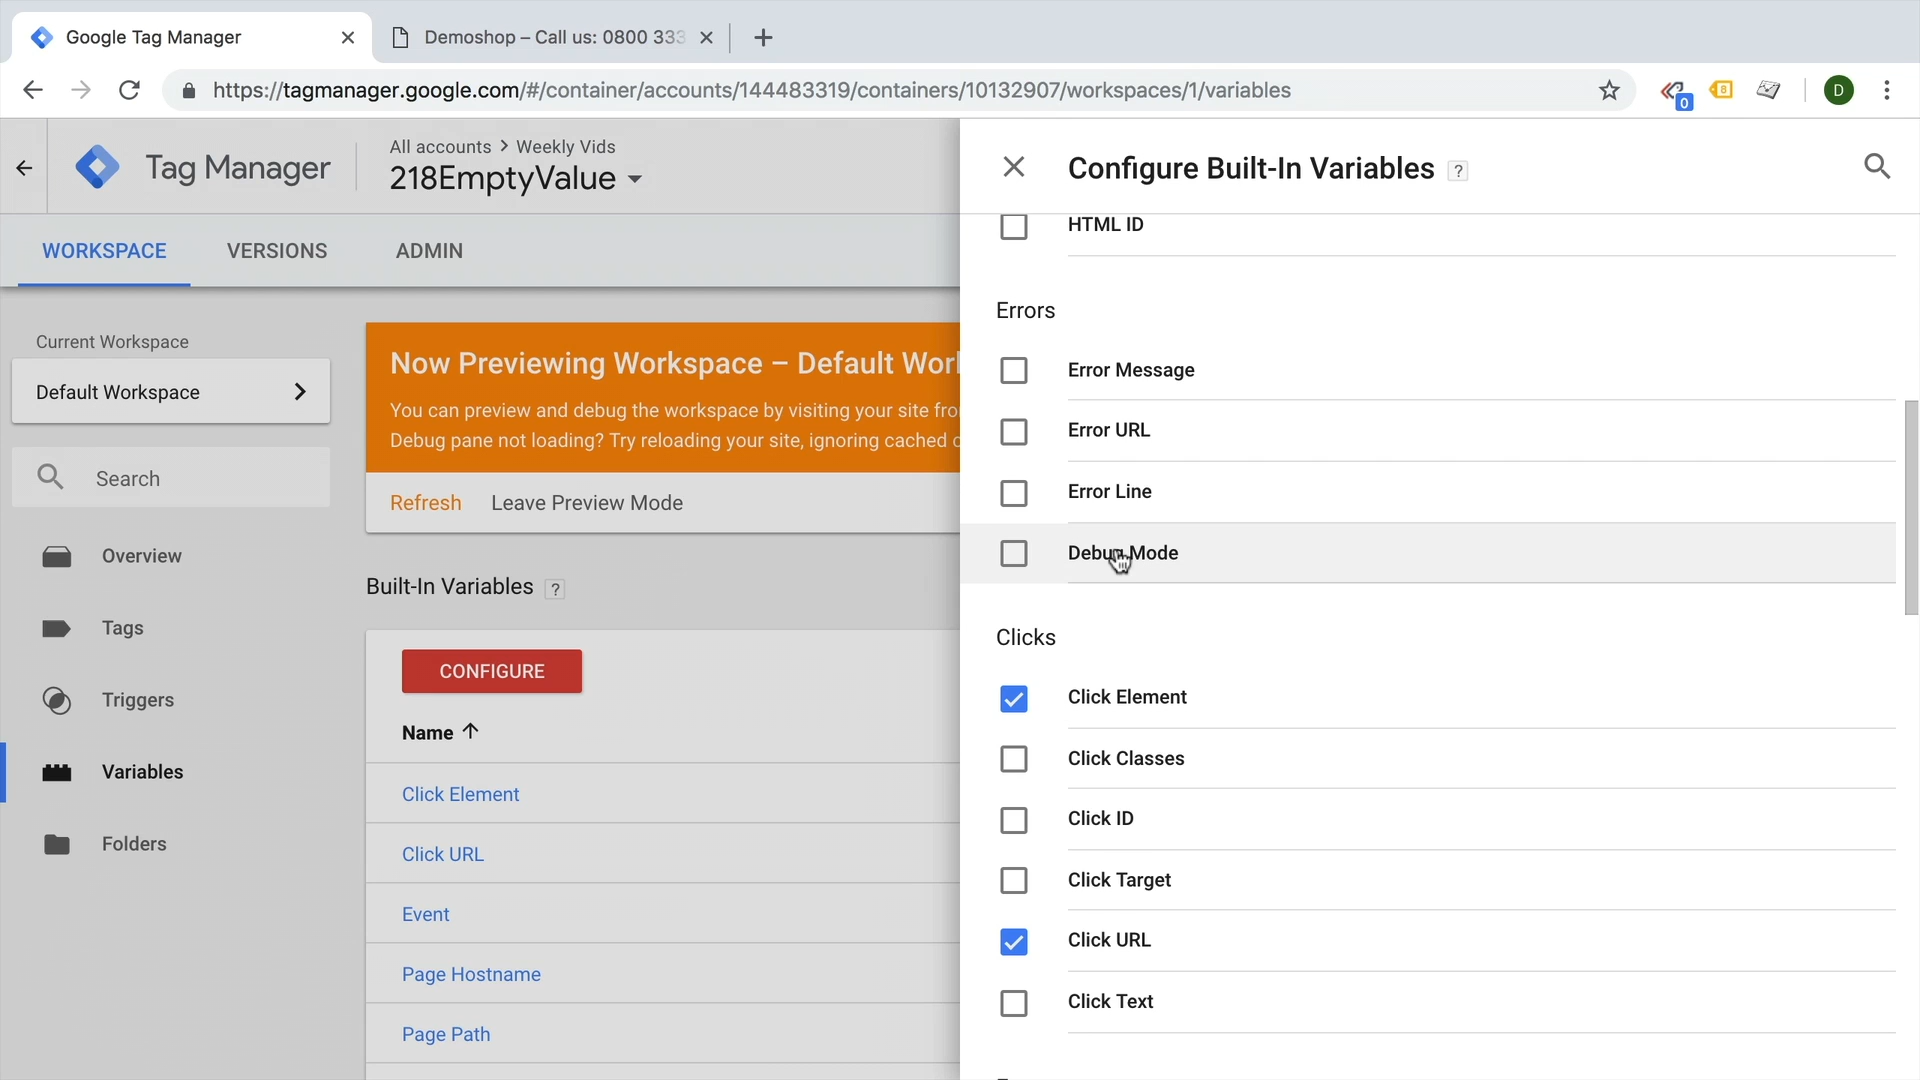 Google Tag Manager
Demoshop – Call us: 0800 333
https://tagmanager.google.com/#/container/accounts/144483319/containers/10132907/workspaces/1/variables
0
8
D
Tag Manager
All accounts > Weekly Vids
218EmptyValue
WORKSPACE
VERSIONS
ADMIN
Current Workspace
Default Workspace
Search
Overview
Tags
Triggers
Variables
Folders
Now Previewing Workspace – Default Worl
You can preview and debug the workspace by visiting your site fro
Debug pane not loading? Try reloading your site, ignoring cached c
Refresh
Leave Preview Mode
Built-In Variables ?
CONFIGURE
Name
Click Element
Click URL
Event
Page Hostname
Page Path
Configure Built-In Variables ?
HTML ID
Errors
Error Message
Error URL
Error Line
Debug Mode
Clicks
Click Element
Click Classes
Click ID
Click Target
Click URL
Click Text